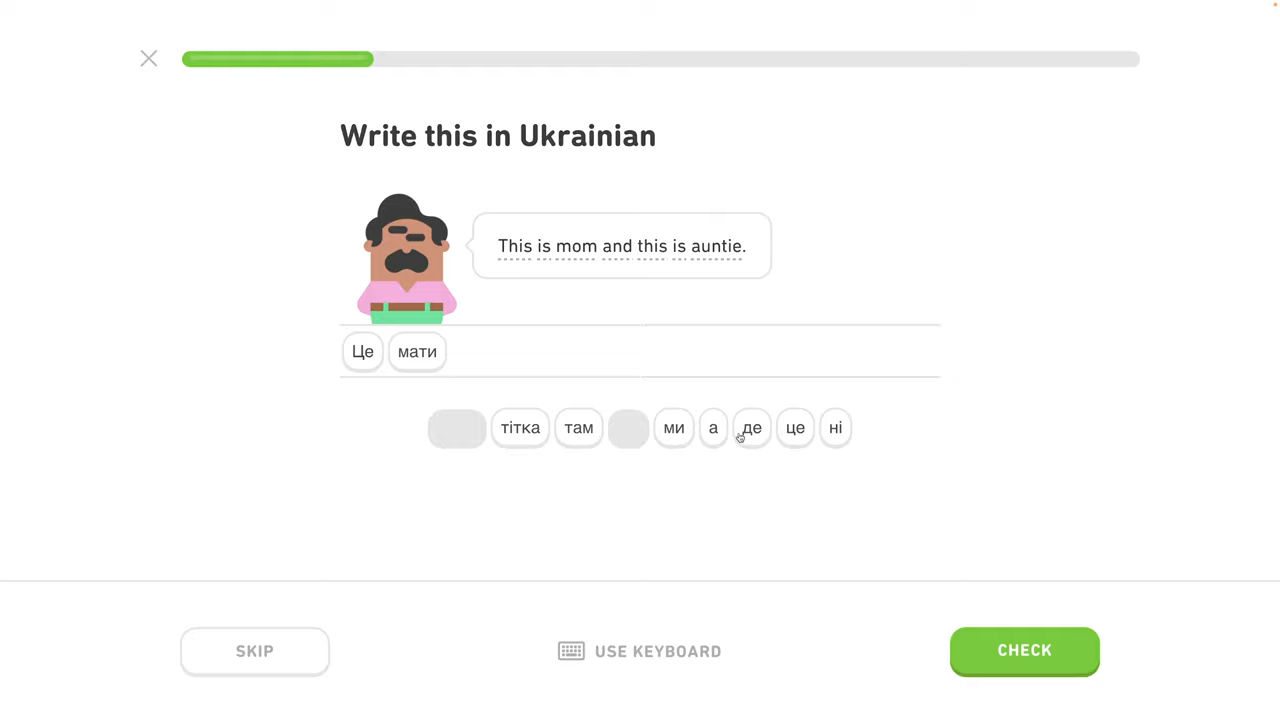 Write this in Ukrainian
This is mom and this is auntie.
Це мати
тітка там ми а де це ні
SKIP USE KEYBOARD CHECK